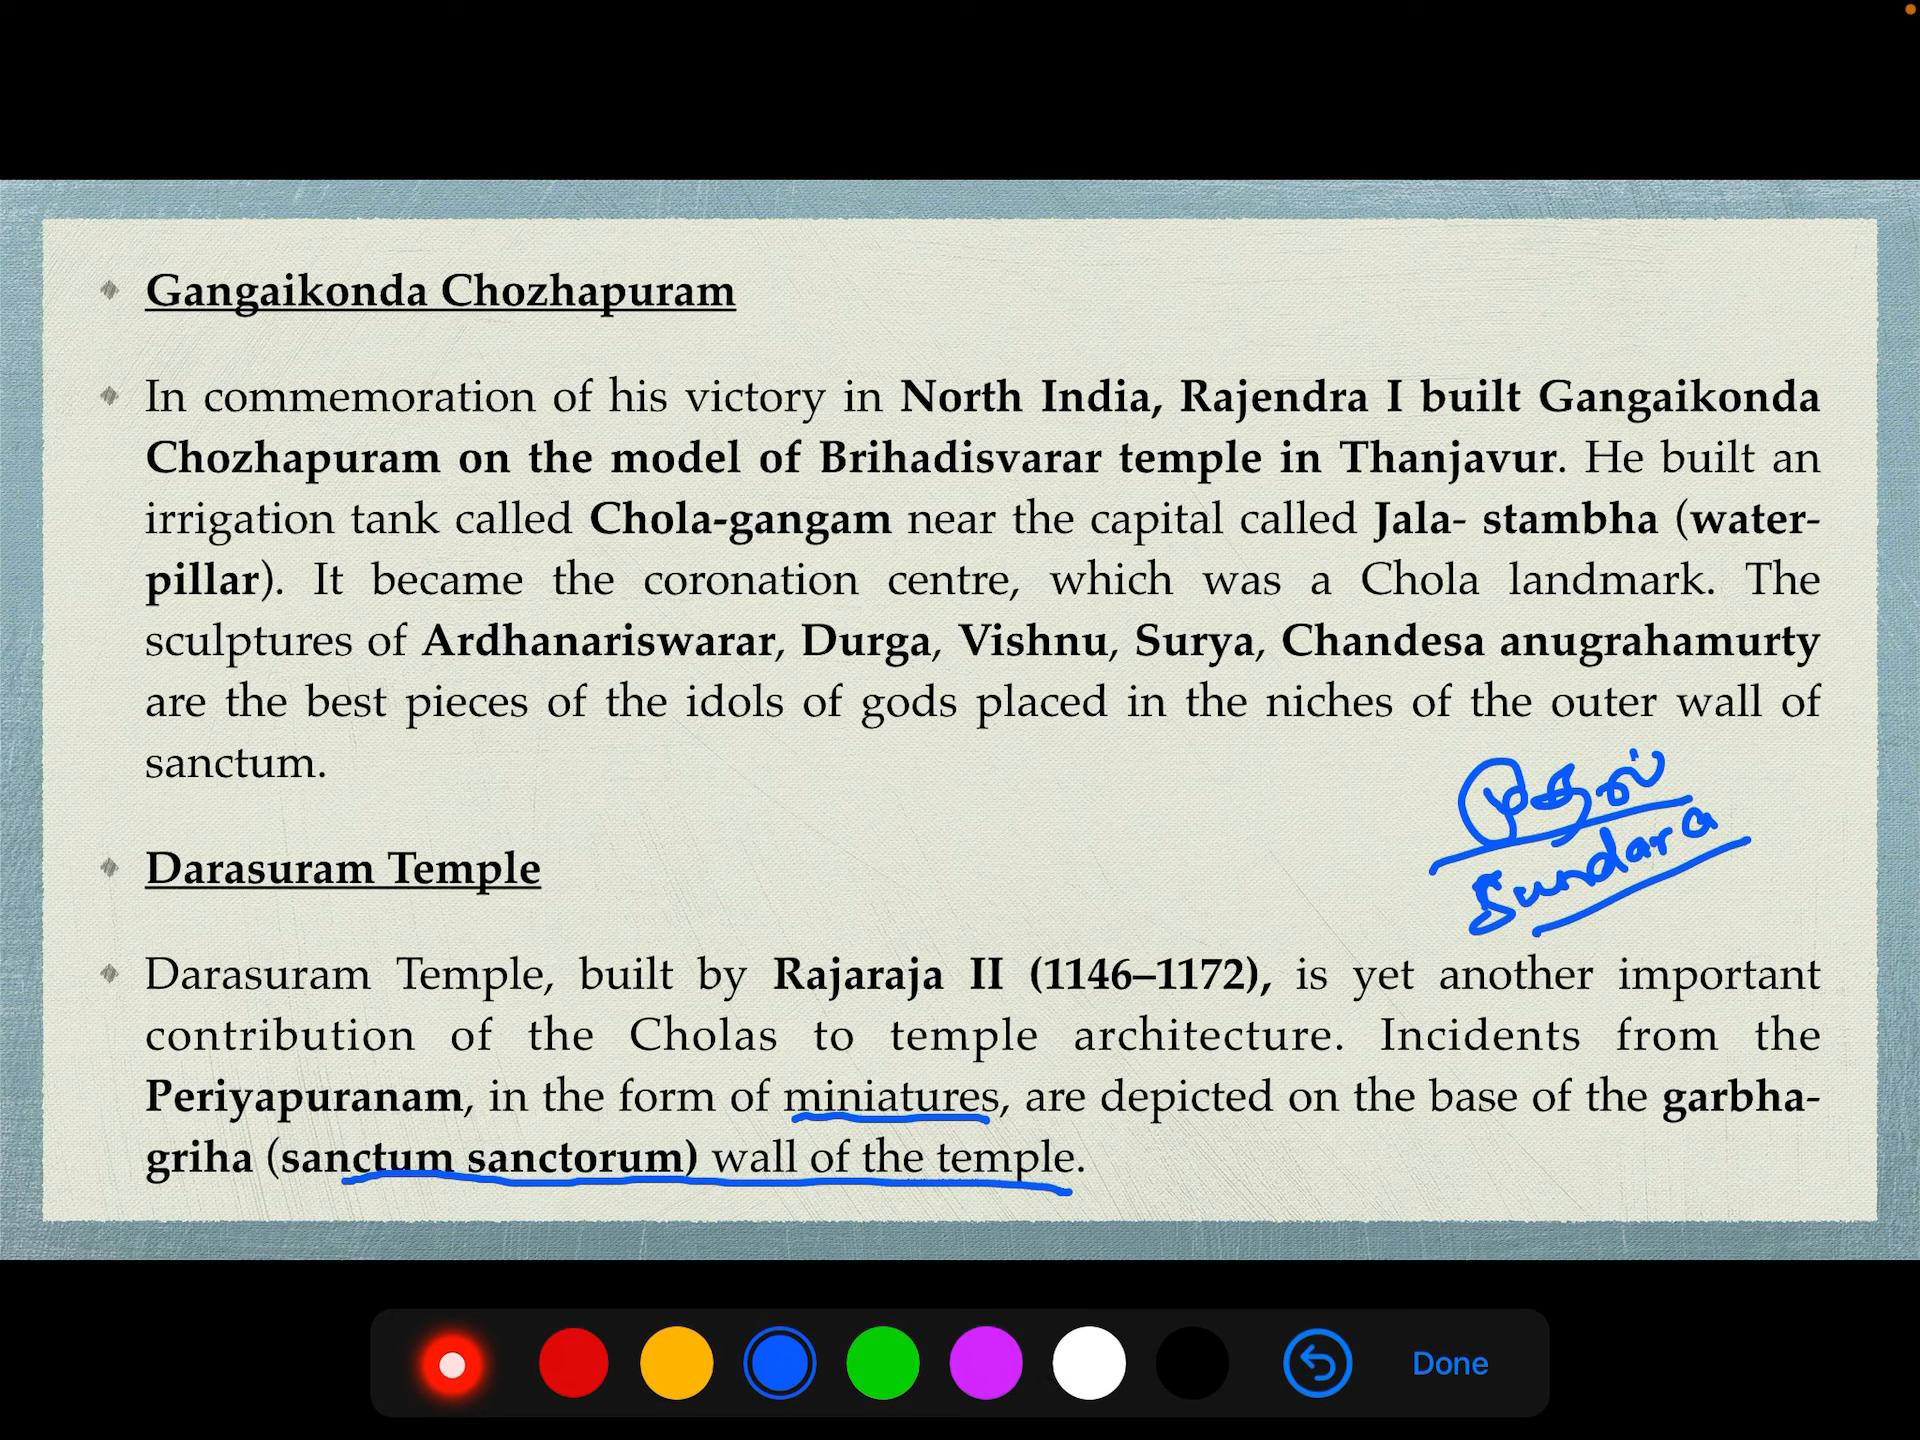 Gangaikonda Chozhapuram
In commemoration of his victory in North India, Rajendra I built Gangaikonda
Chozhapuram on the model of Brihadisvarar temple in Thanjavur. He built an
irrigation tank called Chola-gangam near the capital called Jala- stambha (water-
pillar). It became the coronation centre, which was a Chola landmark. The
sculptures of Ardhanariswarar, Durga, Vishnu, Surya, Chandesa anugrahamurty
are the best pieces of the idols of gods placed in the niches of the outer wall of
sanctum.
முதல்
Sundara
Darasuram Temple
Darasuram Temple, built by Rajaraja II (1146–1172), is yet another important
contribution of the Cholas to temple architecture. Incidents from the
Periyapuranam, in the form of miniatures, are depicted on the base of the garbha-
griha (sanctum sanctorum) wall of the temple.
Done